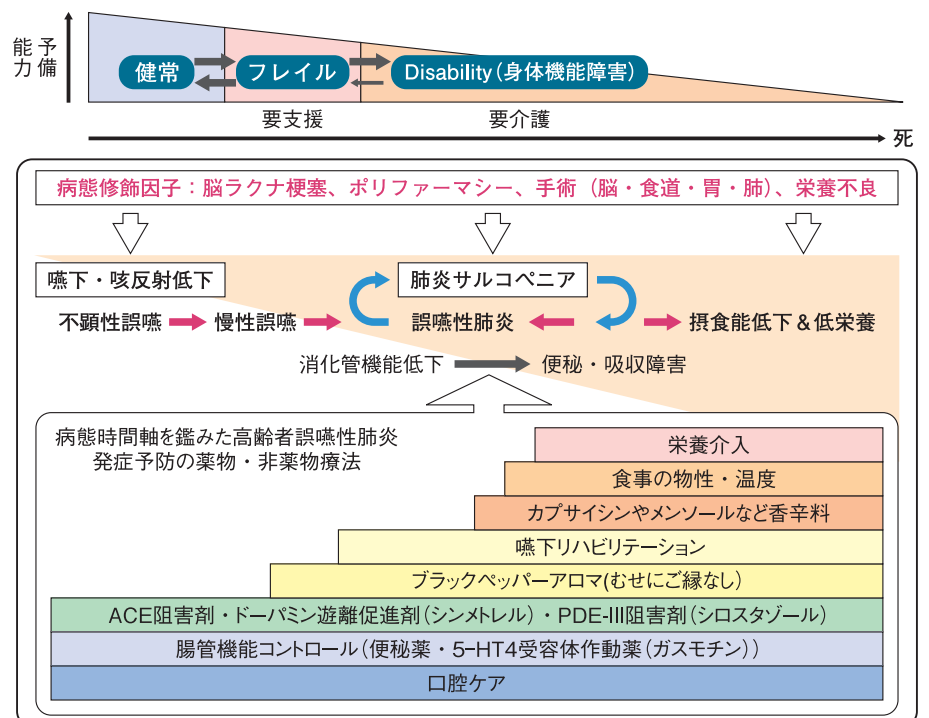 予備能力
健常
フレイル
Disability（身体機能障害）
要支援
要介護
死
病態修飾因子：脳ラクナ梗塞、ポリファーマシー、手術（脳・食道・胃・肺）、栄養不良
嚥下・咳反射低下
肺炎サルコペニア
不顕性誤嚥
慢性誤嚥
誤嚥性肺炎
摂食能低下＆低栄養
消化管機能低下
便秘・吸収障害
病態時間軸を鑑みた高齢者誤嚥性肺炎
発症予防の薬物・非薬物療法
栄養介入
食事の物性・温度
カプサイシンやメンソールなど香辛料
嚥下リハビリテーション
ブラックペッパーアロマ(むせにご縁なし)
ACE阻害剤・ドーパミン遊離促進剤（シンメトレル）・PDE-III阻害剤（シロスタゾール）
腸管機能コントロール（便秘薬・5-HT4受容体作動薬（ガスモチン））
口腔ケア